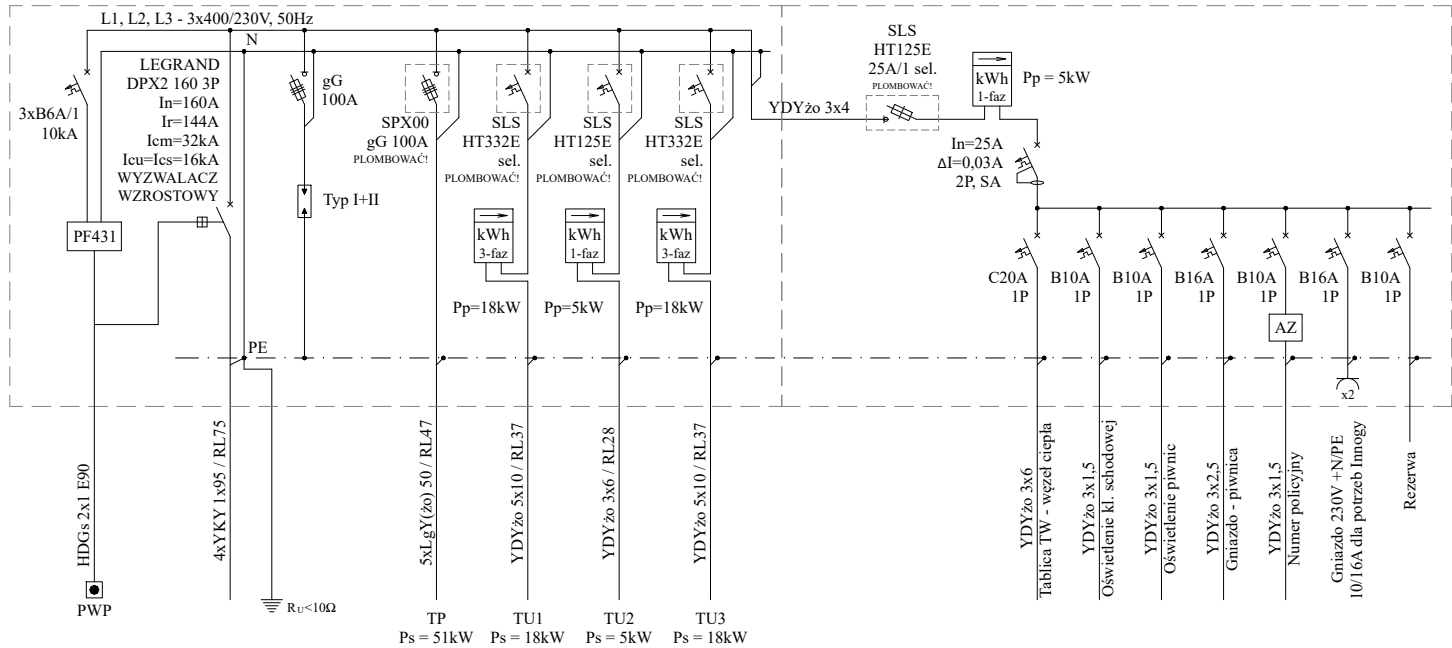 L1, L2, L3 - 3x400/230V, 50Hz
N
3xB6A/1
10kA
LEGRAND
DPX2 160 3P
In=160A
Ir=144A
Icm=32kA
Icu=Ics=16kA
WYZWALACZ
WZROSTOWY
PF431
gG
100A
Typ I+II
SPX00
gG 100A
PLOMBOWAĆ!
SLS
HT332E
sel.
PLOMBOWAĆ!
SLS
HT125E
sel.
PLOMBOWAĆ!
SLS
HT332E
sel.
PLOMBOWAĆ!
kWh
3-faz
kWh
1-faz
kWh
3-faz
Pp=18kW
Pp=5kW
Pp=18kW
PE
YDYżo 3x4
SLS
HT125E
25A/1 sel.
PLOMBOWAĆ!
kWh
1-faz
Pp = 5kW
In=25A
ΔI=0,03A
2P, SA
C20A
1P
B10A
1P
B10A
1P
B16A
1P
B10A
1P
B16A
1P
B10A
1P
AZ
x2
HDGs 2x1 E90
PWP
4xYKY 1x95 / RL75
RU<10Ω
5xLgY(żo) 50 / RL47
YDYżo 5x10 / RL37
YDYżo 3x6 / RL28
YDYżo 5x10 / RL37
TP
Ps = 51kW
TU1
Ps = 18kW
TU2
Ps = 5kW
TU3
Ps = 18kW
YDYżo 3x6
Tablica TW - węzeł ciepła
YDYżo 3x1,5
Oświetlenie kl. schodowej
YDYżo 3x1,5
Oświetlenie piwnic
YDYżo 3x2,5
Gniazdo - piwnica
YDYżo 3x1,5
Numer policyjny
Gniazdo 230V +N/PE
10/16A dla potrzeb Innogy
Rezerwa